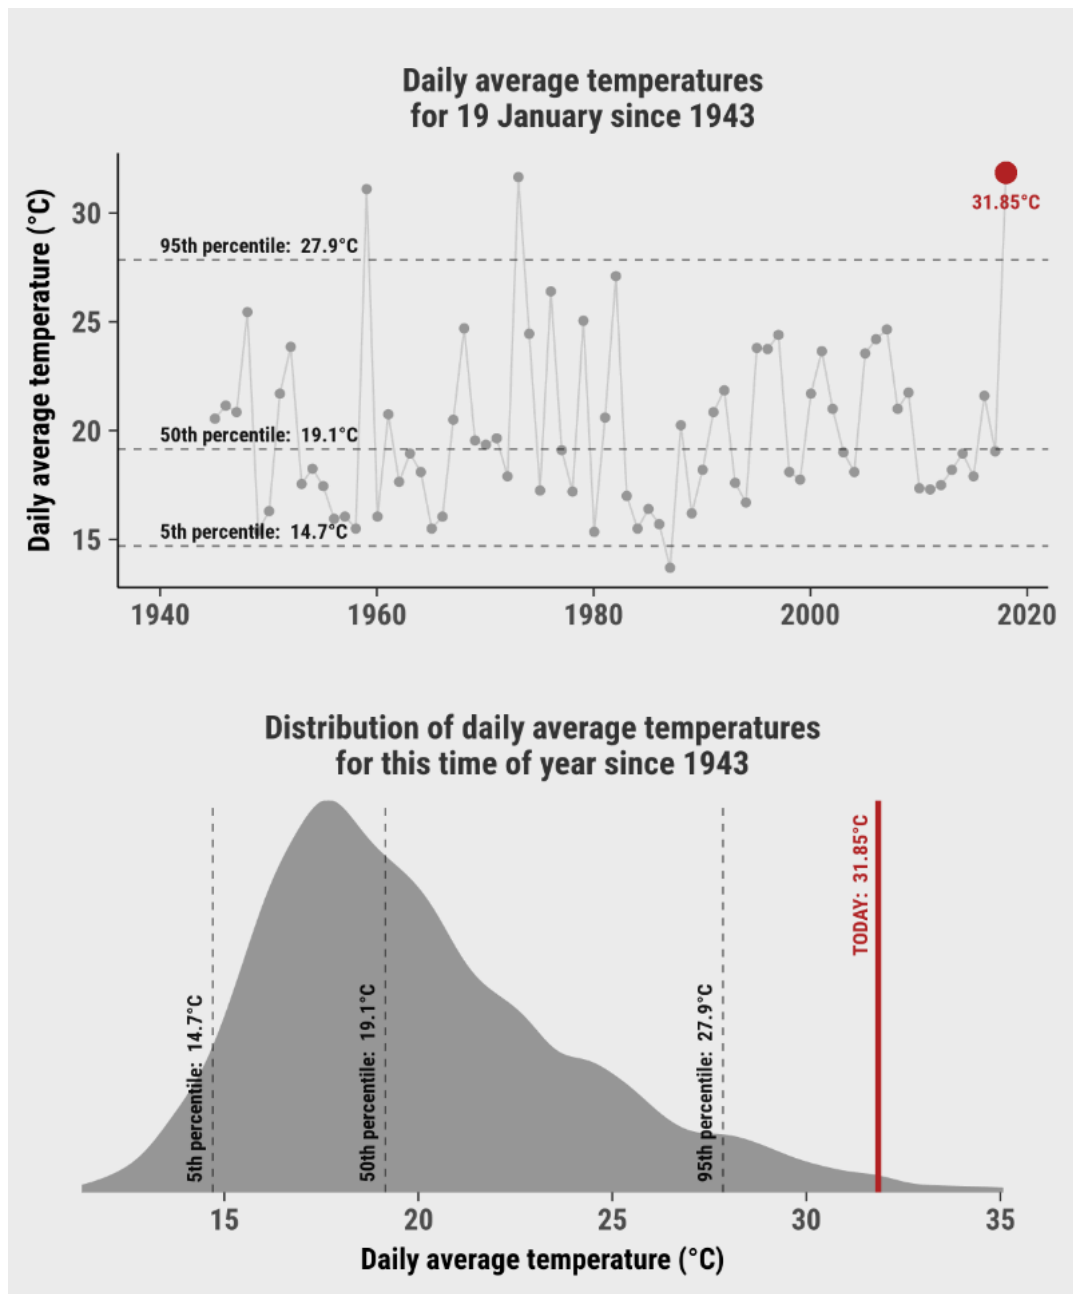 Daily average temperatures
for 19 January since 1943
Daily average temperature (°C)
30
25
20
15
31.85°C
95th percentile: 27.9°C
50th percentile: 19.1°C
5th percentile: 14.7°C
1940
1960
1980
2000
2020
Distribution of daily average temperatures
for this time of year since 1943
5th percentile: 14.7°C
50th percentile: 19.1°C
95th percentile: 27.9°C
TODAY: 31.85°C
15
20
25
30
35
Daily average temperature (°C)